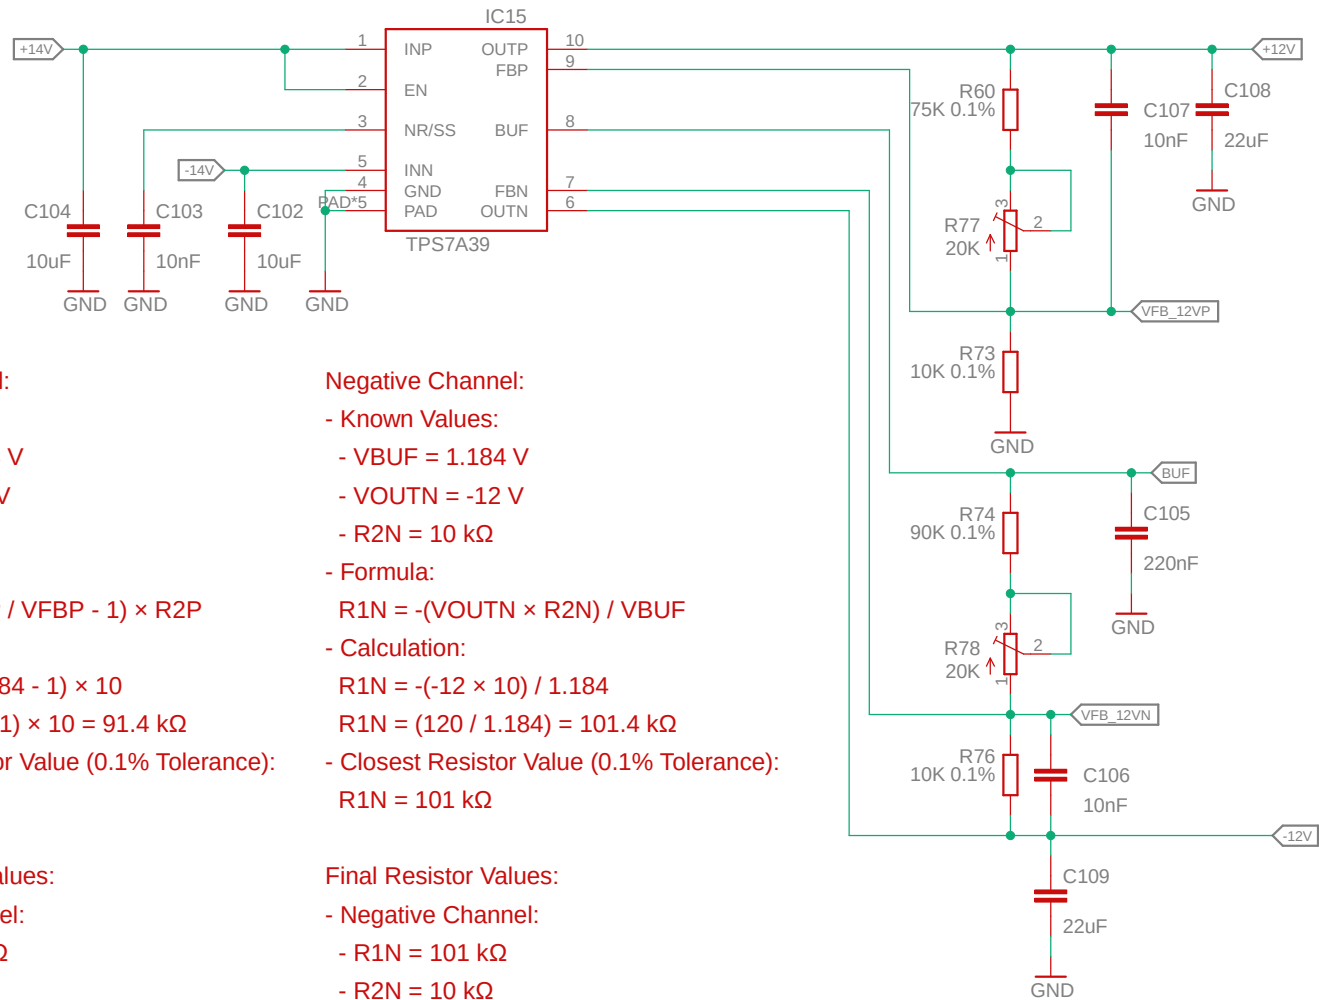 IC15
+14V
1
INP
OUTP
10
+12V
FBP
9
2
EN
R60
75K 0.1%
C107
10nF
C108
22uF
3
NR/SS
BUF
8
-14V
5
INN
4
GND
FBN
7
PAD*5
PAD
OUTN
6
TPS7A39
C104
10uF
C103
10nF
C102
10uF
GND
GND
GND
GND
GND
3
R77
20K
2
1
VFB_12VP
R73
10K 0.1%
GND
BUF
R74
90K 0.1%
C105
220nF
GND
3
R78
20K
2
1
VFB_12VN
R76
10K 0.1%
C106
10nF
-12V
C109
22uF
GND
l:
V
V
/ VFBP - 1) × R2P
84 - 1) × 10
1) × 10 = 91.4 kΩ
or Value (0.1% Tolerance):
alues:
el:
Ω
Negative Channel:
- Known Values:
- VBUF = 1.184 V
- VOUTN = -12 V
- R2N = 10 kΩ
- Formula:
R1N = -(VOUTN × R2N) / VBUF
- Calculation:
R1N = -(-12 × 10) / 1.184
R1N = (120 / 1.184) = 101.4 kΩ
- Closest Resistor Value (0.1% Tolerance):
R1N = 101 kΩ
Final Resistor Values:
- Negative Channel:
- R1N = 101 kΩ
- R2N = 10 kΩ